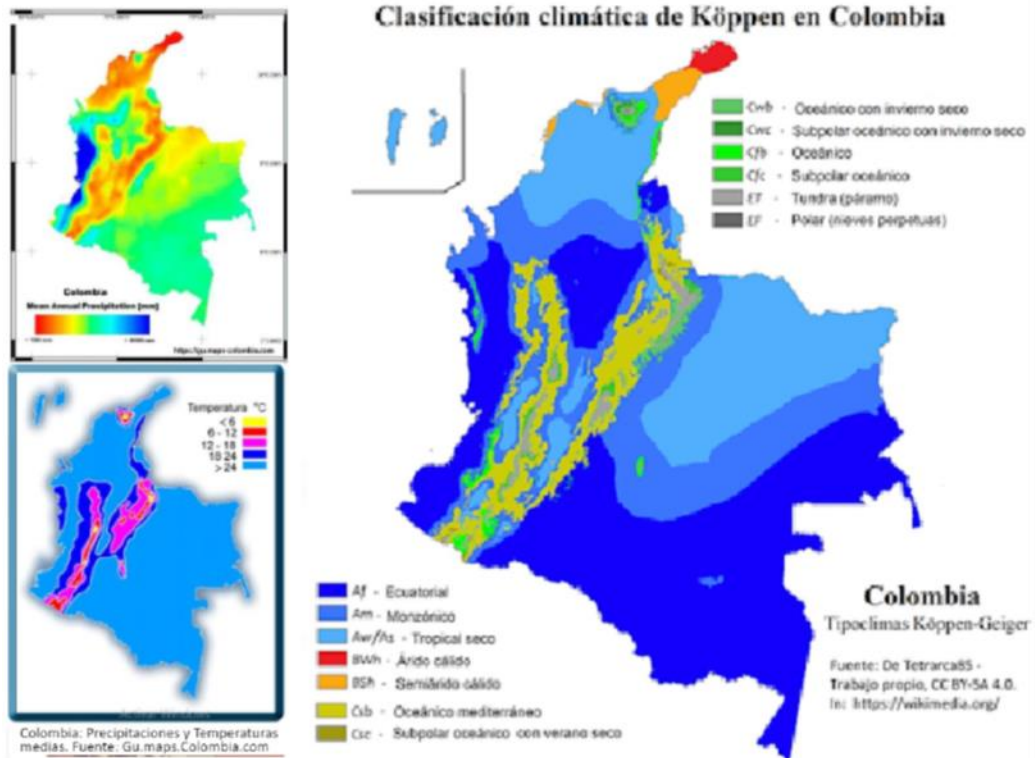 Clasificación climática de Köppen en Colombia
Colombia
Mean Annual Precipitation (mm)
https://gu.maps-colombia.com
Temperatura °C
< 6
6 - 12
12 - 18
18 24
> 24
Colombia: Precipitaciones y Temperaturas
medias. Fuente: Gu.maps.Colombia.com
Cwb - Oceánico con invierno seco
Cwc - Subpolar oceánico con invierno seco
Cfb - Oceánico
Cfc - Subpolar oceánico
ET - Tundra (páramo)
EF - Polar (nieves perpetuas)
Af - Ecuatorial
Am - Monzónico
Aw/As - Tropical seco
BWh - Árido cálido
BSh - Semiárido cálido
Csb - Oceánico mediterráneo
Csc - Subpolar oceánico con verano seco
Colombia
Tipoclimas Köppen-Geiger
Fuente: De Tetrarca85 -
Trabajo propio, CC BY-SA 4.0.
In: https://wikimedia.org/